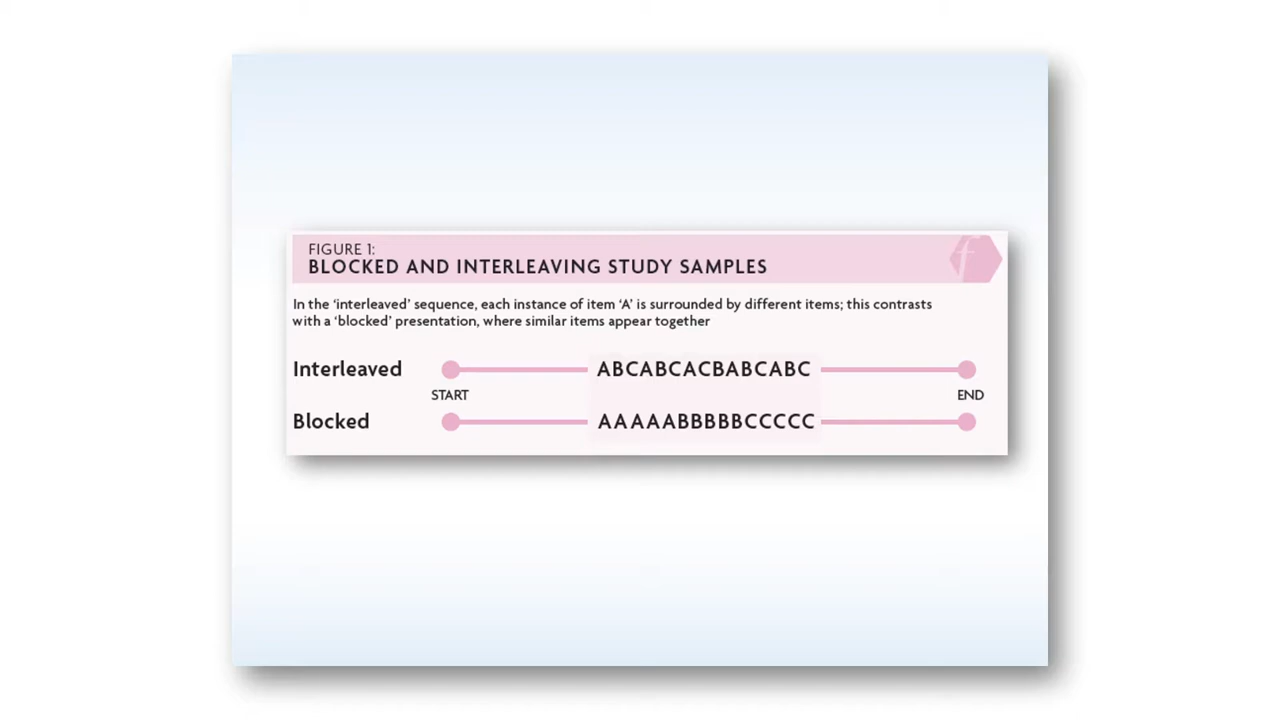 FIGURE 1:
BLOCKED AND INTERLEAVING STUDY SAMPLES
f
In the ‘interleaved’ sequence, each instance of item ‘A’ is surrounded by different items; this contrasts
with a ‘blocked’ presentation, where similar items appear together
Interleaved ABCABCACBABCABC
START END
Blocked AAAAABBBBBCCCCC